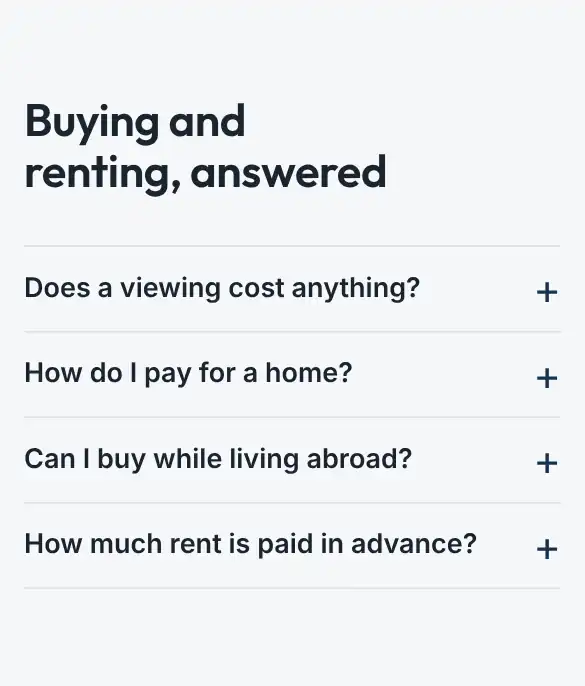 Buying and
renting, answered
Does a viewing cost anything? +
How do I pay for a home? +
Can I buy while living abroad? +
How much rent is paid in advance? +